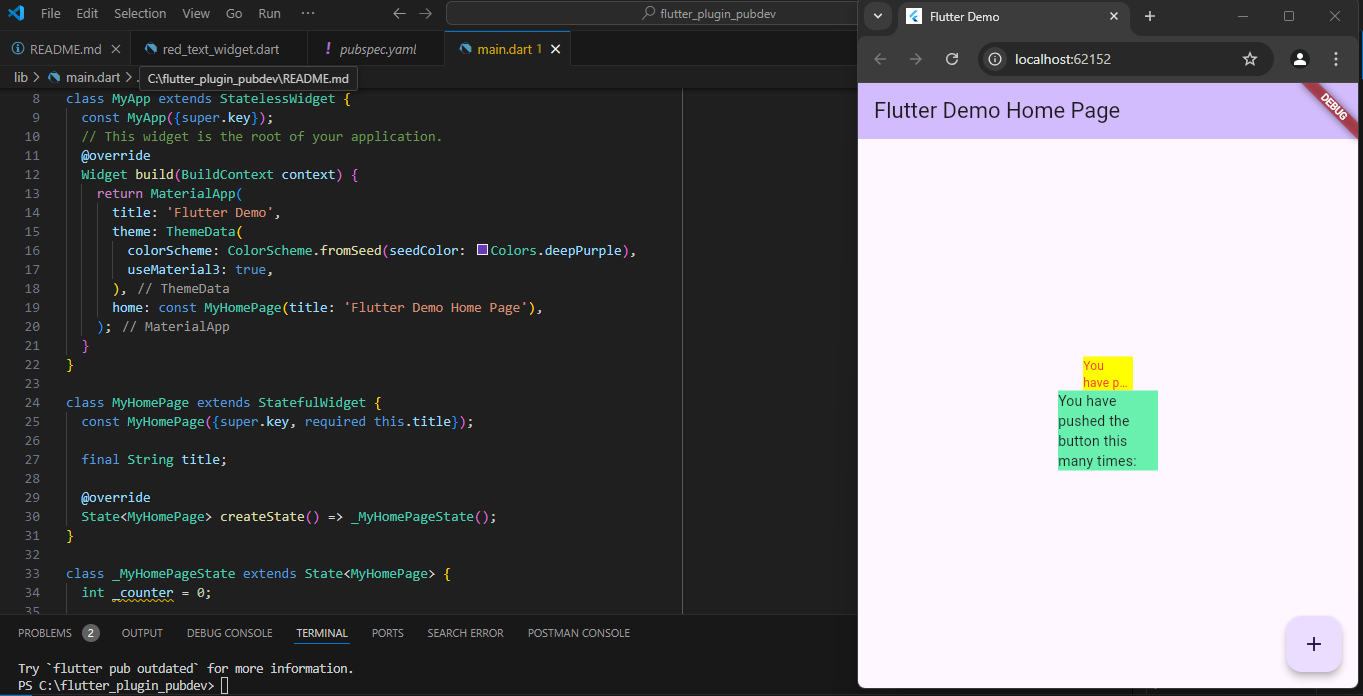 File Edit Selection View Go Run ··· flutter_plugin_pubdev
README.md red_text_widget.dart ! pubspec.yaml main.dart 1
lib > main.dart > .
C:\flutter_plugin_pubdev\README.md
8 class MyApp extends StatelessWidget {
9 const MyApp({super.key});
10 // This widget is the root of your application.
11 @override
12 Widget build(BuildContext context) {
13 return MaterialApp(
14 title: 'Flutter Demo',
15 theme: ThemeData(
16 colorScheme: ColorScheme.fromSeed(seedColor: Colors.deepPurple),
17 useMaterial3: true,
18 ), // ThemeData
19 home: const MyHomePage(title: 'Flutter Demo Home Page'),
20 ); // MaterialApp
21 }
22 }
23
24 class MyHomePage extends StatefulWidget {
25 const MyHomePage({super.key, required this.title});
26
27 final String title;
28
29 @override
30 State<MyHomePage> createState() => _MyHomePageState();
31 }
32
33 class _MyHomePageState extends State<MyHomePage> {
34 int _counter = 0;
35
PROBLEMS 2 OUTPUT DEBUG CONSOLE TERMINAL PORTS SEARCH ERROR POSTMAN CONSOLE
Try `flutter pub outdated` for more information.
PS C:\flutter_plugin_pubdev>
Flutter Demo
localhost:62152
Flutter Demo Home Page
DEBUG
You
have p...
You have
pushed the
button this
many times:
+